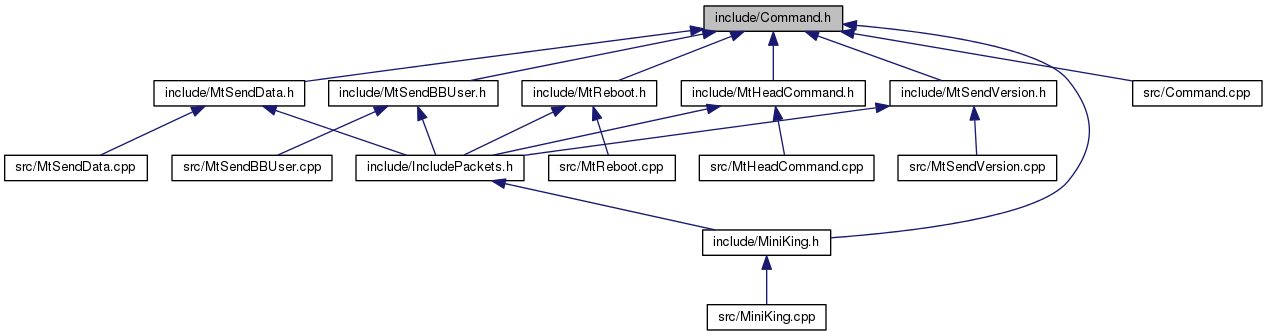 include/Command.h
include/MtSendData.h
include/MtSendBBUser.h
include/MtReboot.h
include/MtHeadCommand.h
include/MtSendVersion.h
src/Command.cpp
src/MtSendData.cpp
src/MtSendBBUser.cpp
include/IncludePackets.h
src/MtReboot.cpp
src/MtHeadCommand.cpp
src/MtSendVersion.cpp
include/MiniKing.h
src/MiniKing.cpp